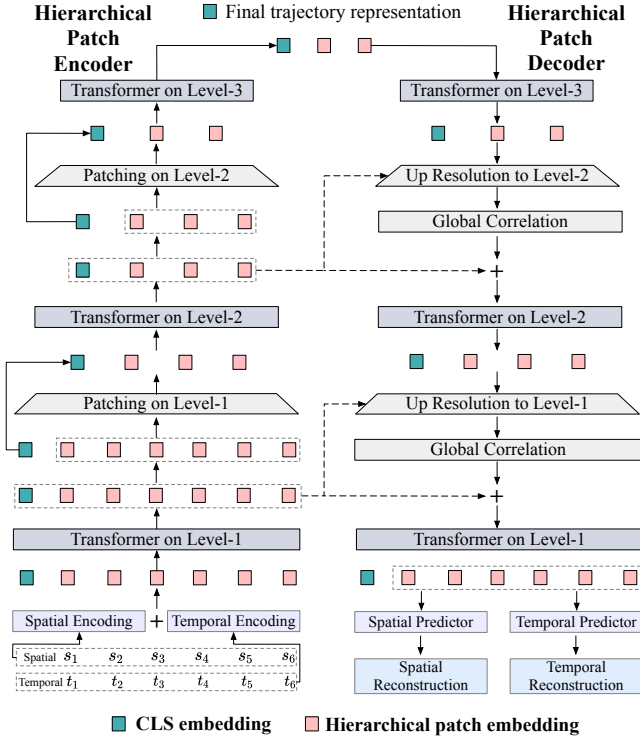 Hierarchical
Patch
Encoder
Final trajectory representation
Hierarchical
Patch
Decoder
Transformer on Level-3
Transformer on Level-3
Patching on Level-2
Up Resolution to Level-2
Global Correlation
+
Transformer on Level-2
Transformer on Level-2
Patching on Level-1
Up Resolution to Level-1
Global Correlation
+
Transformer on Level-1
Transformer on Level-1
Spatial Encoding + Temporal Encoding
Spatial Predictor
Temporal Predictor
Spatial s1 s2 s3 s4 s5 s6
Temporal t1 t2 t3 t4 t5 t6
Spatial
Reconstruction
Temporal
Reconstruction
CLS embedding
Hierarchical patch embedding